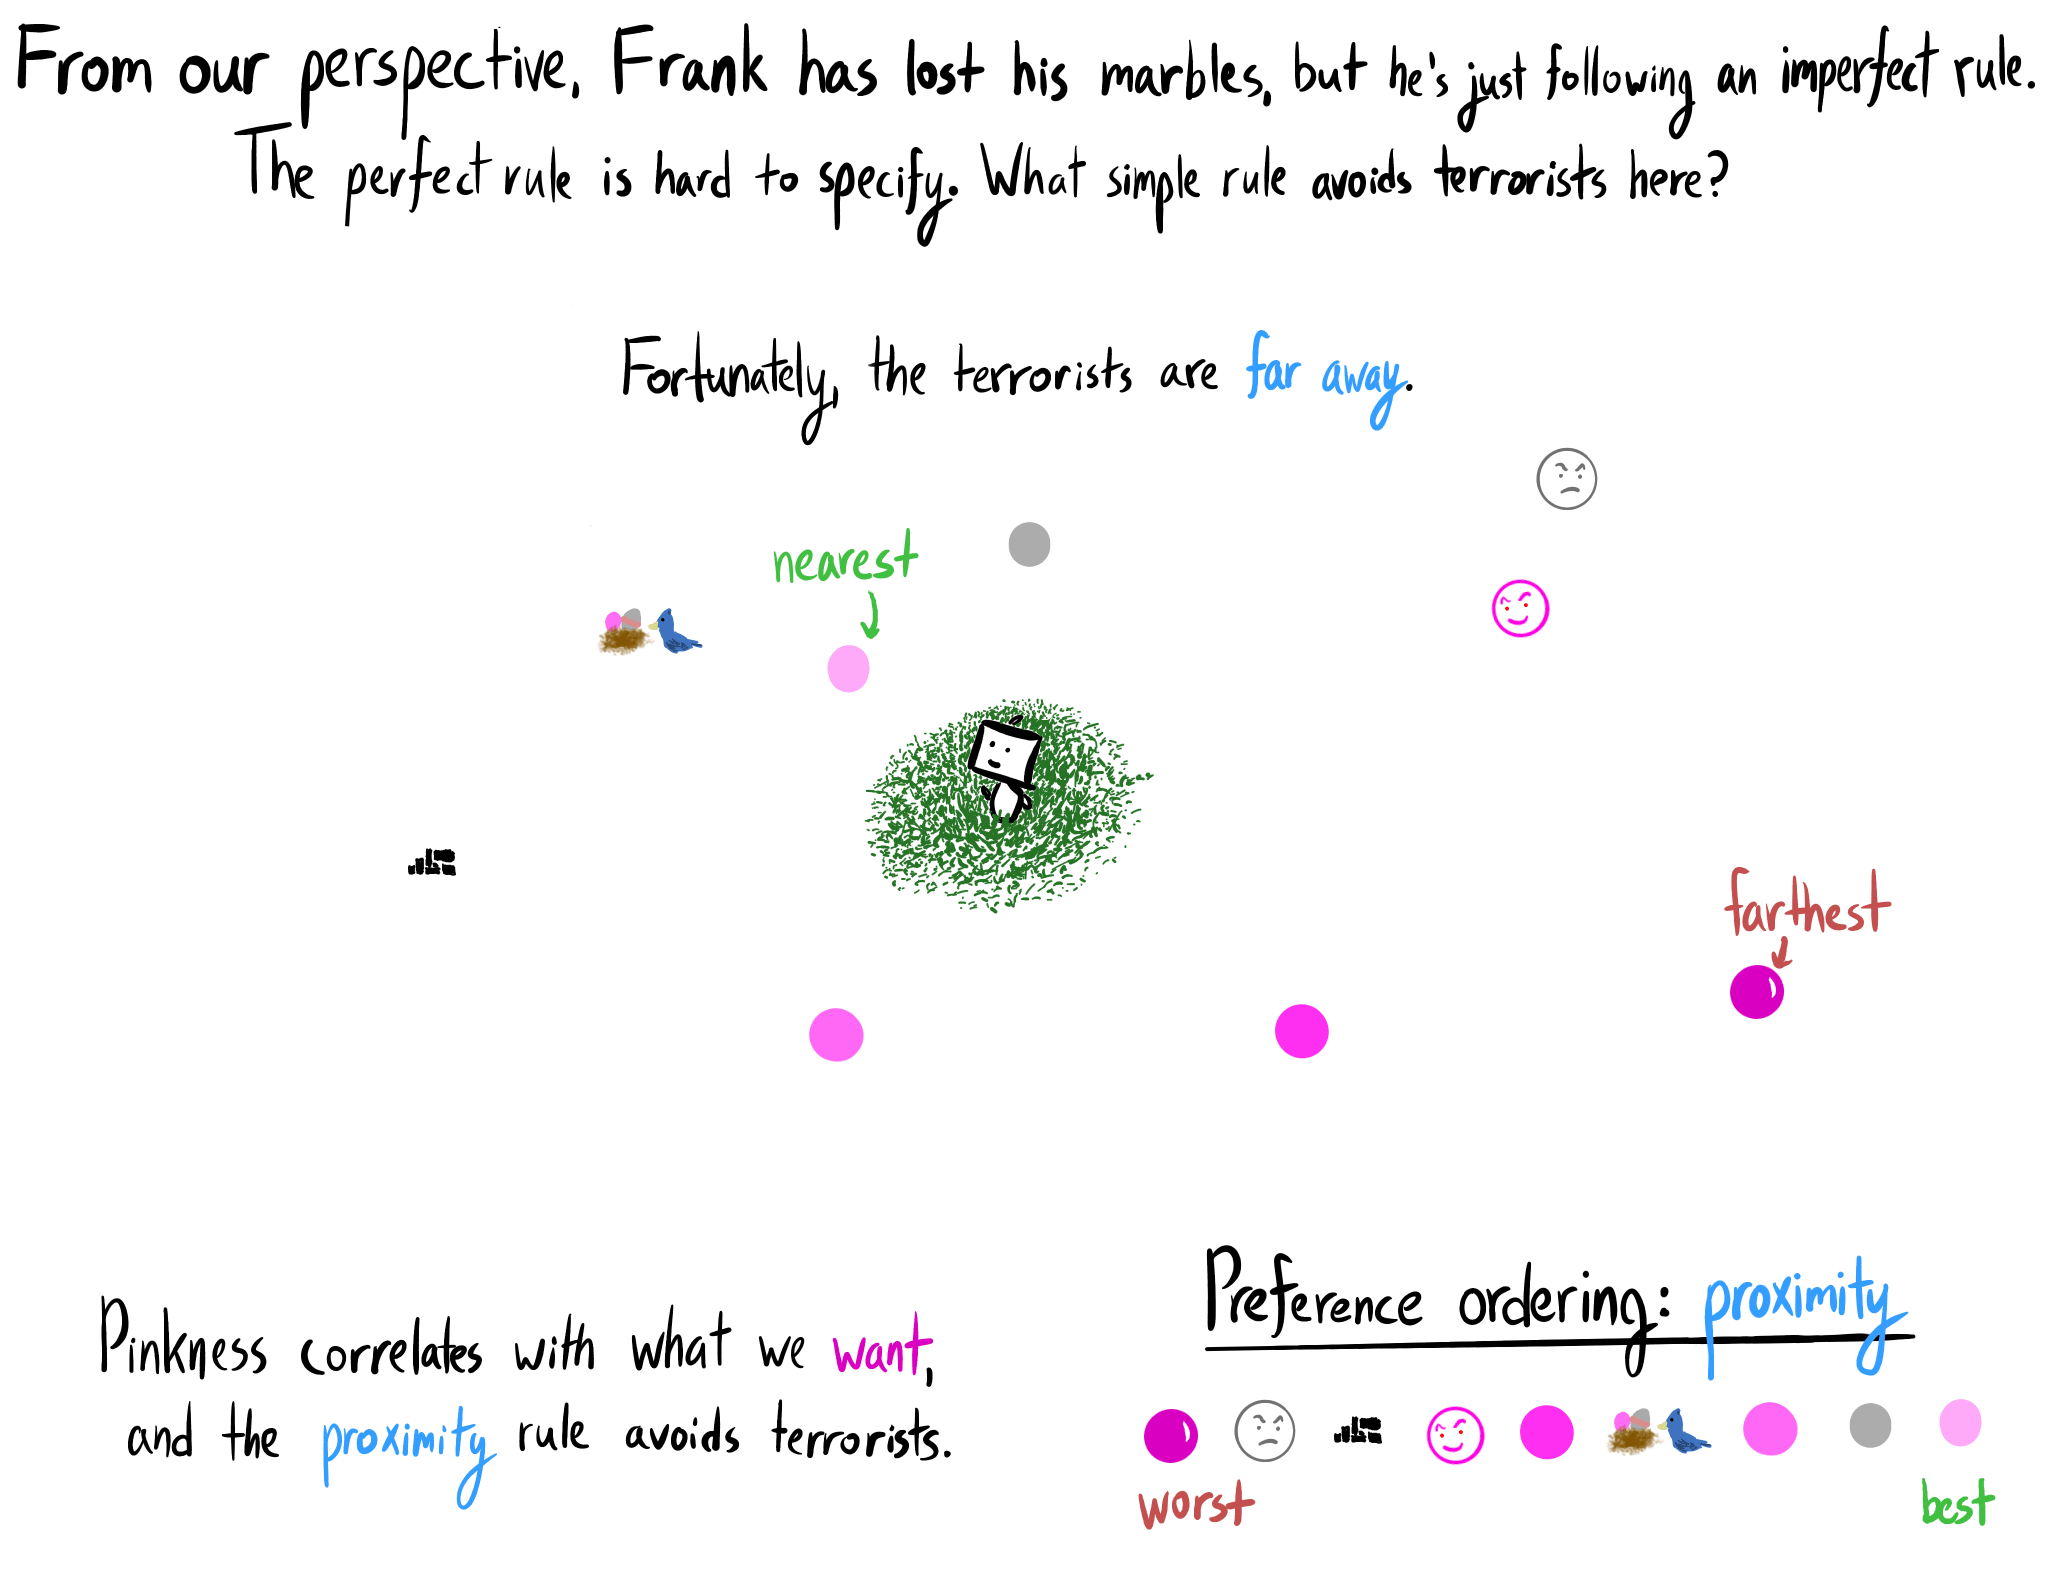 From our perspective, Frank has lost his marbles, but he's just following an imperfect rule.
The perfect rule is hard to specify. What simple rule avoids terrorists here?
Fortunately, the terrorists are far away.
nearest
farthest
Pinkness correlates with what we want,
and the proximity rule avoids terrorists.
Preference ordering: proximity
worst
best